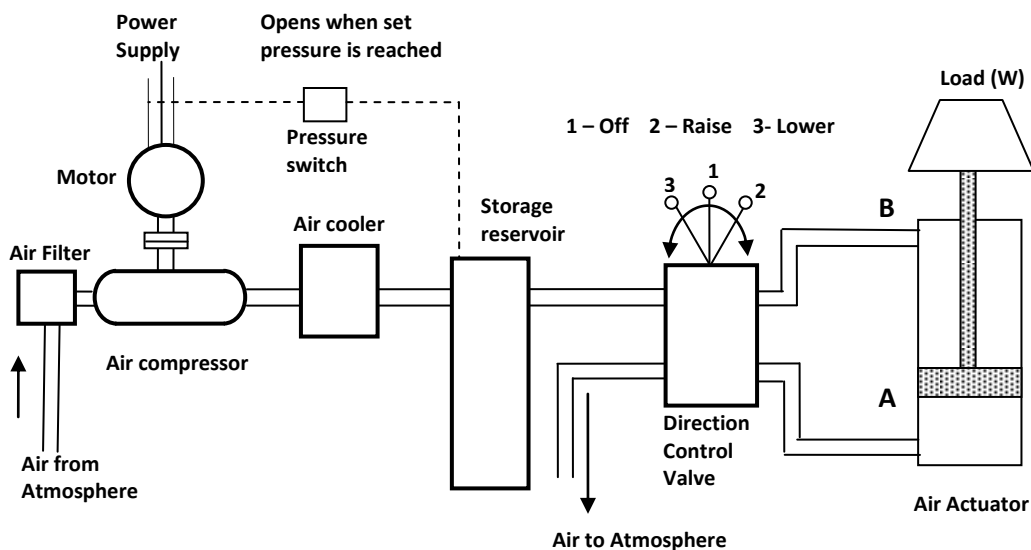 Power
Supply
Opens when set
pressure is reached
Load (W)
1 – Off 2 – Raise 3- Lower
Pressure
switch
Motor
3
1
2
Storage
reservoir
B
Air cooler
Air Filter
Air compressor
A
Direction
Control
Valve
Air from
Atmosphere
Air Actuator
Air to Atmosphere